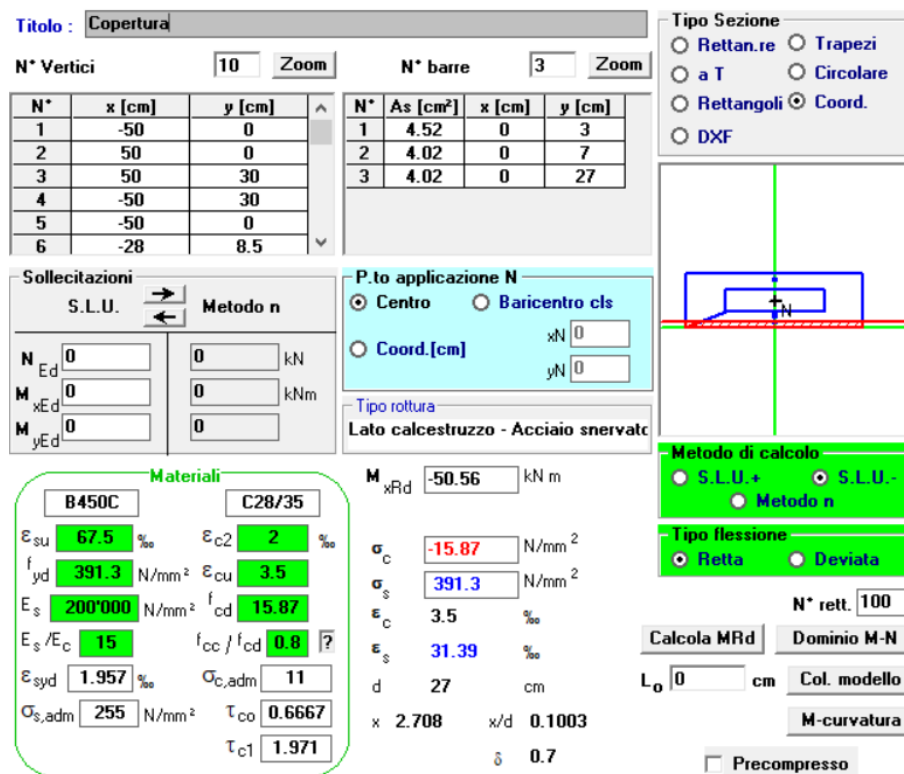 Titolo : Copertura
N* Vertici 10 Zoom N* barre 3 Zoom
N* x [cm] y [cm]
1 -50 0
2 50 0
3 50 30
4 -50 30
5 -50 0
6 -28 8.5
N* As [cm²] x [cm] y [cm]
1 4.52 0 3
2 4.02 0 7
3 4.02 0 27
Tipo Sezione
Rettan.re Trapezi
a T Circolare
Rettangoli Coord.
DXF
N
Sollecitazioni
S.L.U. Metodo n
N Ed 0 0 kN
M xEd 0 0 kNm
M yEd 0 0
P.to applicazione N
Centro Baricentro cls
Coord.[cm] xN 0
yN 0
Tipo rottura
Lato calcestruzzo - Acciaio snervato
Metodo di calcolo
S.L.U.+ S.L.U.-
Metodo n
Tipo flessione
Retta Deviata
Materiali
B450C C28/35
εsu 67.5 ‰ εc2 2 ‰
fyd 391.3 N/mm² εcu 3.5
Es 200'000 N/mm² fcd 15.87
Es /Ec 15 fcc / fcd 0.8 ?
εsyd 1.957 ‰ σc,adm 11
σs,adm 255 N/mm² τco 0.6667
τc1 1.971
M xRd -50.56 kN m
σc -15.87 N/mm²
σs 391.3 N/mm²
εc 3.5 ‰
εs 31.39 ‰
d 27 cm
x 2.708 x/d 0.1003
δ 0.7
N* rett. 100
Calcola MRd Dominio M-N
Lo 0 cm Col. modello
M-curvatura
Precompresso